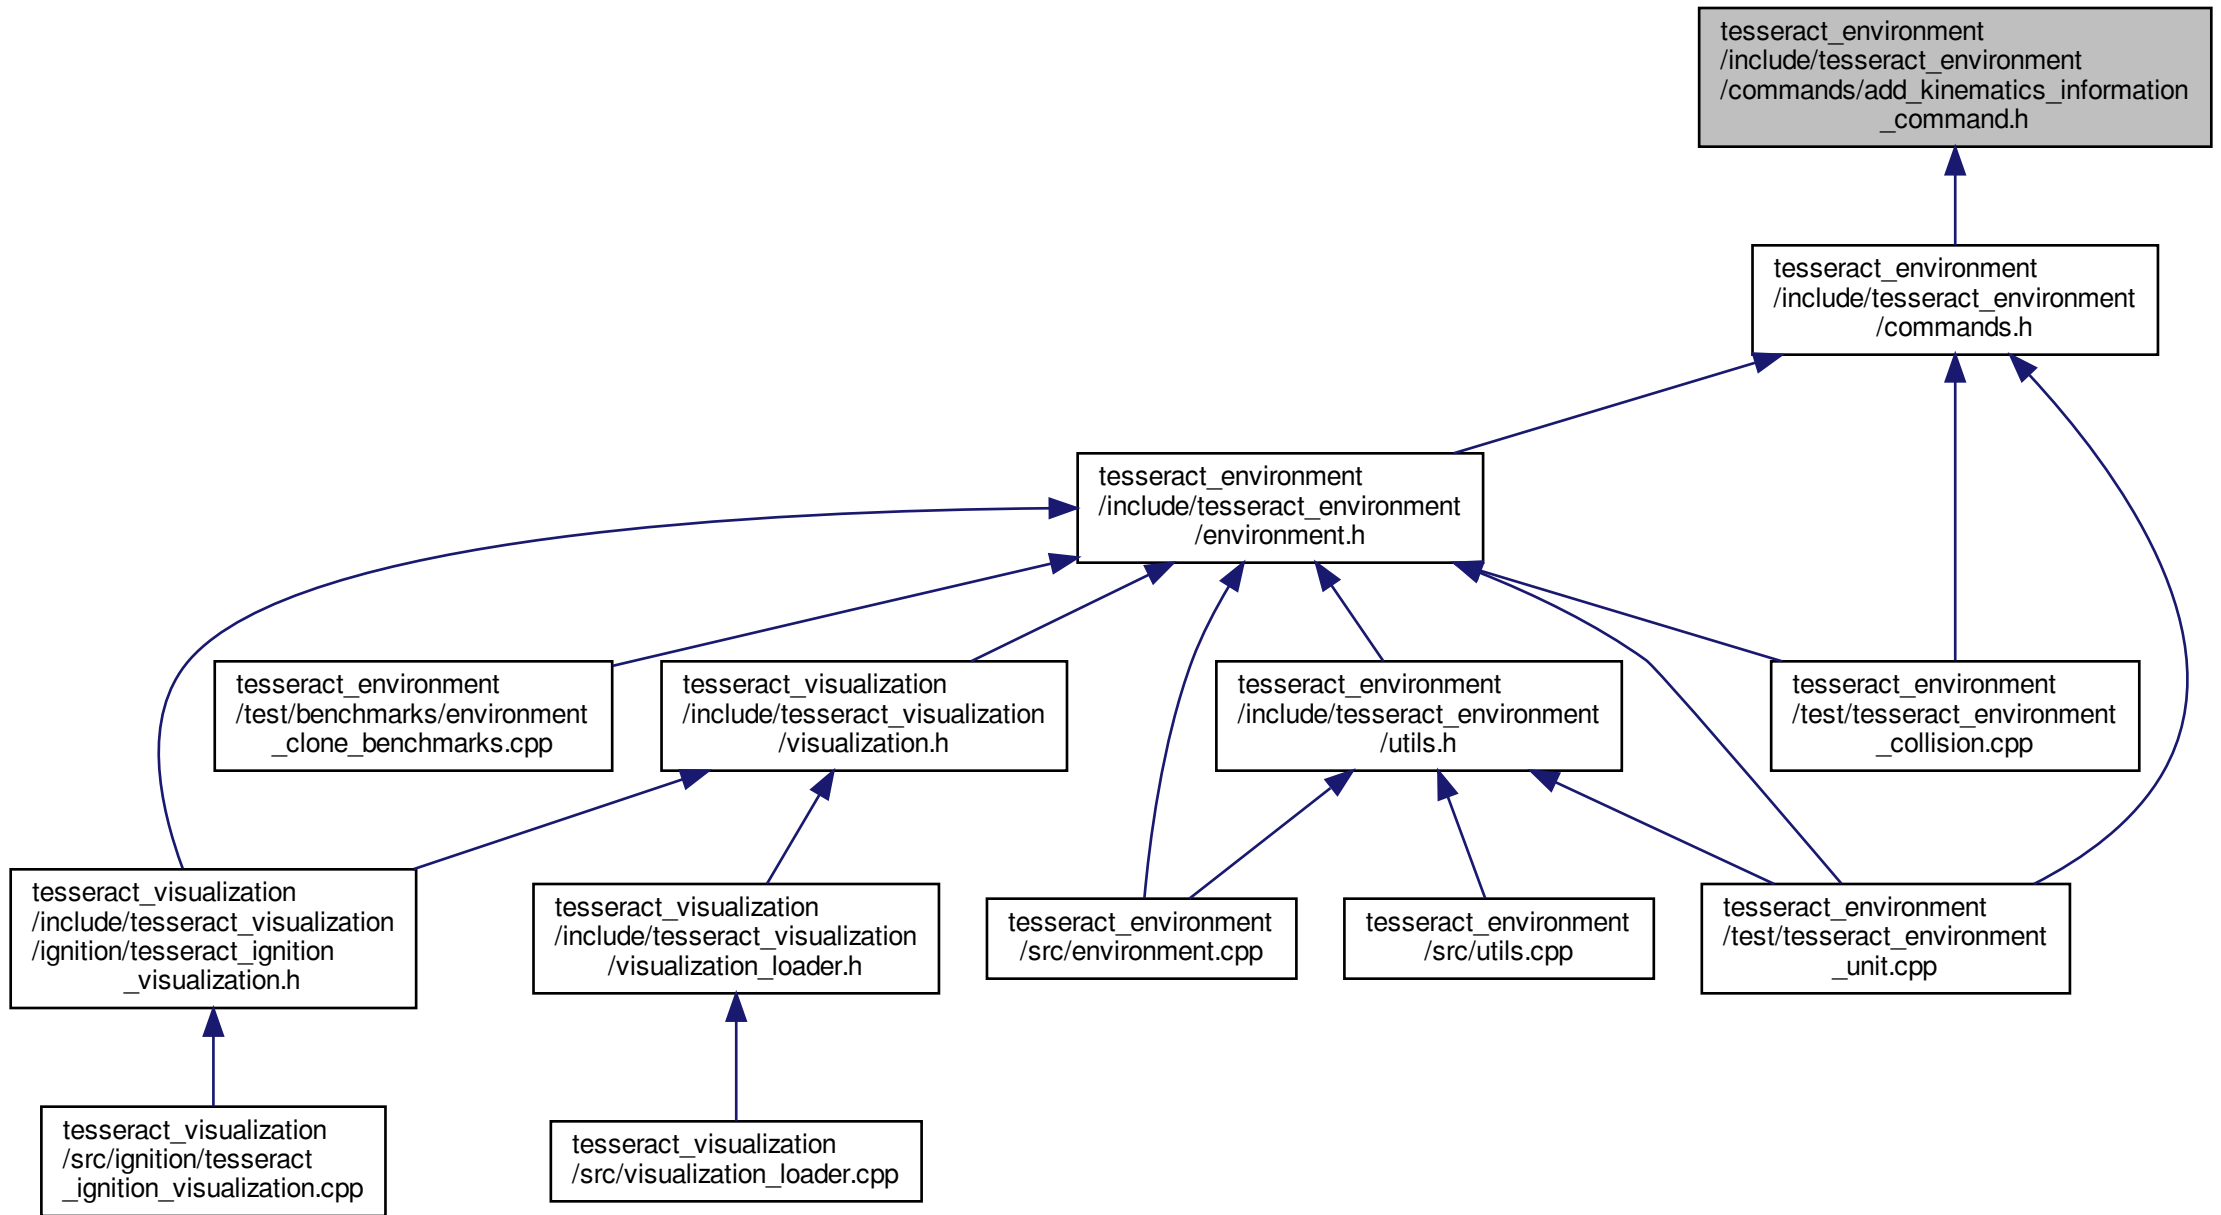 tesseract_environment
/include/tesseract_environment
/commands/add_kinematics_information
_command.h
tesseract_environment
/include/tesseract_environment
/commands.h
tesseract_environment
/include/tesseract_environment
/environment.h
tesseract_environment
/test/benchmarks/environment
_clone_benchmarks.cpp
tesseract_visualization
/include/tesseract_visualization
/visualization.h
tesseract_environment
/include/tesseract_environment
/utils.h
tesseract_environment
/test/tesseract_environment
_collision.cpp
tesseract_visualization
/include/tesseract_visualization
/ignition/tesseract_ignition
_visualization.h
tesseract_visualization
/include/tesseract_visualization
/visualization_loader.h
tesseract_environment
/src/environment.cpp
tesseract_environment
/src/utils.cpp
tesseract_environment
/test/tesseract_environment
_unit.cpp
tesseract_visualization
/src/ignition/tesseract
_ignition_visualization.cpp
tesseract_visualization
/src/visualization_loader.cpp